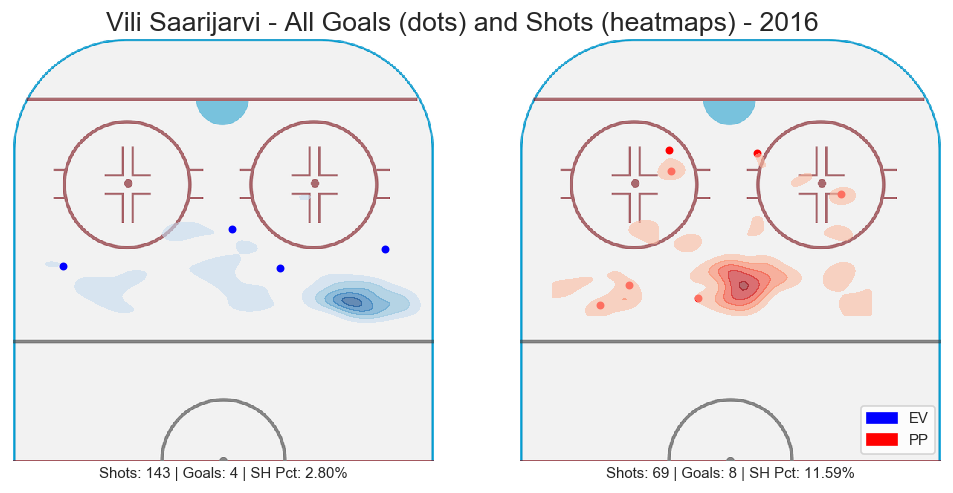 Vili Saarijarvi - All Goals (dots) and Shots (heatmaps) - 2016
EV
PP
Shots: 143 | Goals: 4 | SH Pct: 2.80%
Shots: 69 | Goals: 8 | SH Pct: 11.59%